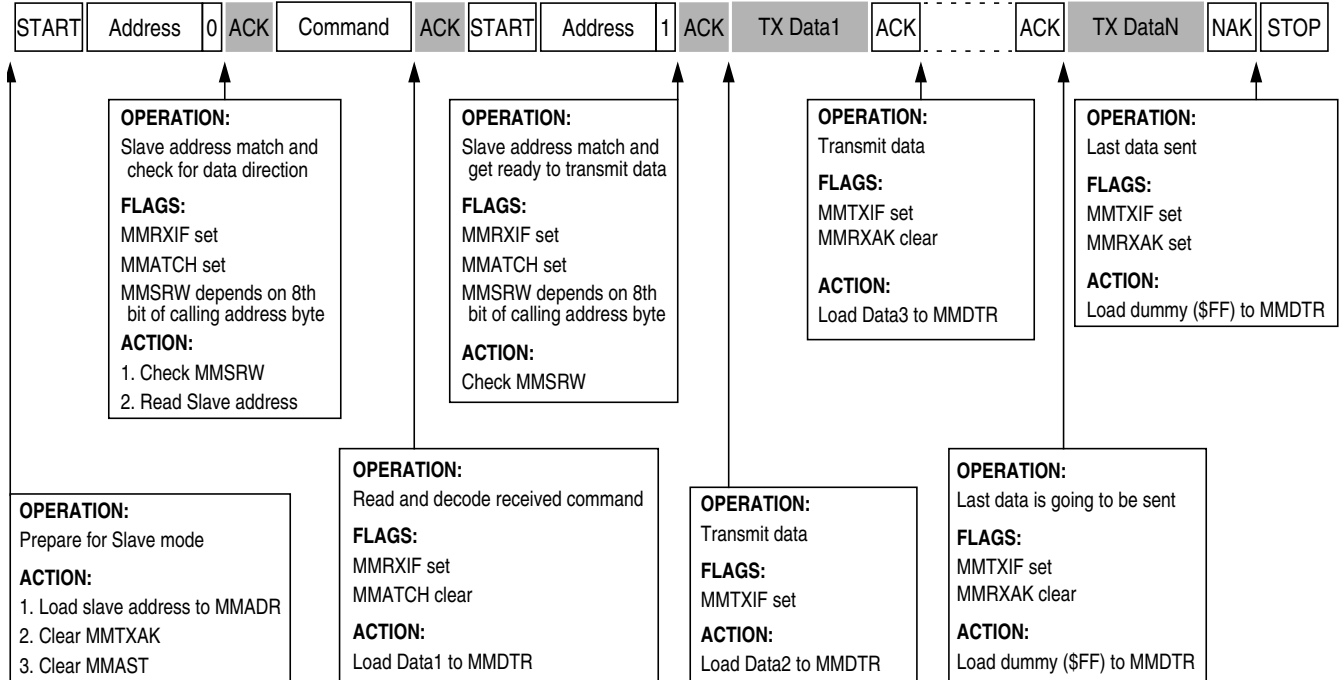 START Address 0 ACK Command ACK START Address 1 ACK TX Data1 ACK ACK TX DataN NAK STOP
OPERATION:
Slave address match and
check for data direction
FLAGS:
MMRXIF set
MMATCH set
MMSRW depends on 8th
bit of calling address byte
ACTION:
1. Check MMSRW
2. Read Slave address
OPERATION:
Slave address match and
get ready to transmit data
FLAGS:
MMRXIF set
MMATCH set
MMSRW depends on 8th
bit of calling address byte
ACTION:
Check MMSRW
OPERATION:
Transmit data
FLAGS:
MMTXIF set
MMRXAK clear
ACTION:
Load Data3 to MMDTR
OPERATION:
Last data sent
FLAGS:
MMTXIF set
MMRXAK set
ACTION:
Load dummy ($FF) to MMDTR
OPERATION:
Prepare for Slave mode
ACTION:
1. Load slave address to MMADR
2. Clear MMTXAK
3. Clear MMAST
OPERATION:
Read and decode received command
FLAGS:
MMRXIF set
MMATCH clear
ACTION:
Load Data1 to MMDTR
OPERATION:
Transmit data
FLAGS:
MMTXIF set
ACTION:
Load Data2 to MMDTR
OPERATION:
Last data is going to be sent
FLAGS:
MMTXIF set
MMRXAK clear
ACTION:
Load dummy ($FF) to MMDTR